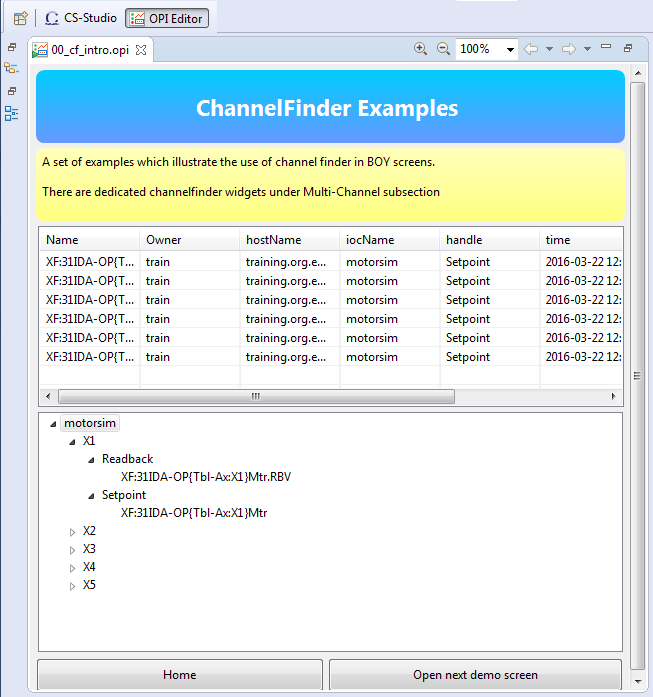 CS-Studio OPI Editor
00_cf_intro.opi 100%
ChannelFinder Examples
A set of examples which illustrate the use of channel finder in BOY screens.
There are dedicated channelfinder widgets under Multi-Channel subsection
Name Owner hostName iocName handle time
XF:31IDA-OP{T... train training.org.e... motorsim Setpoint 2016-03-22 12:
XF:31IDA-OP{T... train training.org.e... motorsim Setpoint 2016-03-22 12:
XF:31IDA-OP{T... train training.org.e... motorsim Setpoint 2016-03-22 12:
XF:31IDA-OP{T... train training.org.e... motorsim Setpoint 2016-03-22 12:
XF:31IDA-OP{T... train training.org.e... motorsim Setpoint 2016-03-22 12:
XF:31IDA-OP{T... train training.org.e... motorsim Setpoint 2016-03-22 12:
motorsim
X1
Readback
XF:31IDA-OP{Tbl-Ax:X1}Mtr.RBV
Setpoint
XF:31IDA-OP{Tbl-Ax:X1}Mtr
X2
X3
X4
X5
Home Open next demo screen